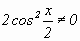 2cos² x/2 ≠ 0